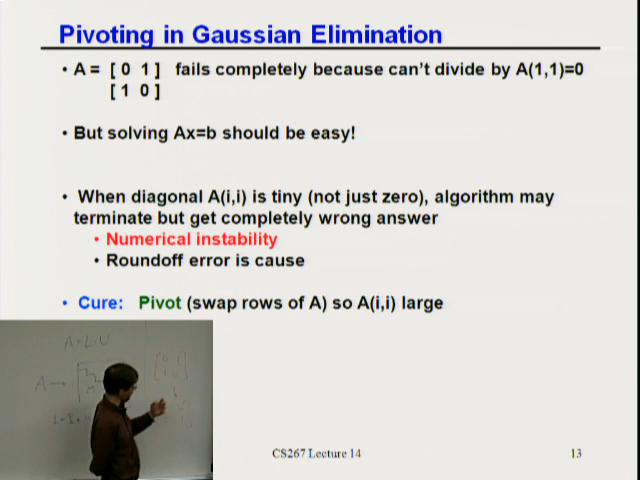 Pivoting in Gaussian Elimination
• A = [ 0 1 ] fails completely because can't divide by A(1,1)=0
[ 1 0 ]
• But solving Ax=b should be easy!
• When diagonal A(i,i) is tiny (not just zero), algorithm may
terminate but get completely wrong answer
• Numerical instability
• Roundoff error is cause
• Cure: Pivot (swap rows of A) so A(i,i) large
A = L·U
A →
CS267 Lecture 14
13